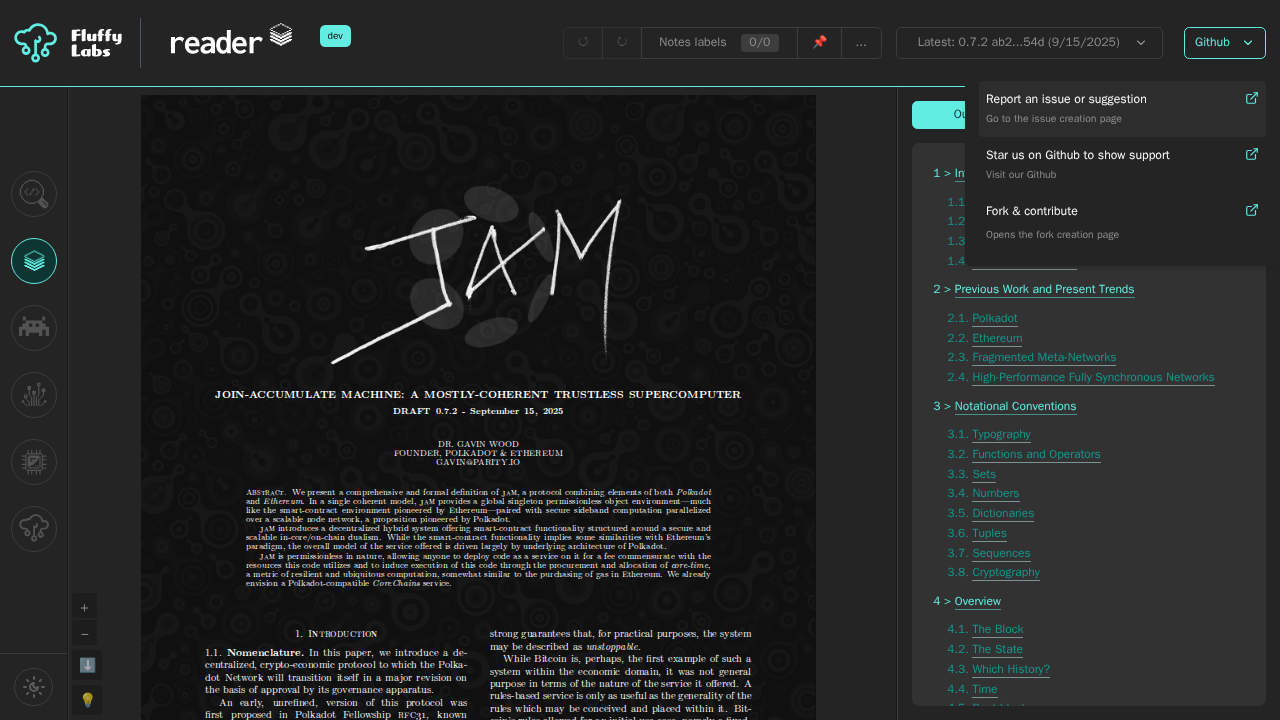 Fluffy Labs
reader
dev
Notes labels 0/0
...
Latest: 0.7.2 ab2...54d (9/15/2025)
Github
Report an issue or suggestion
Go to the issue creation page
Star us on Github to show support
Visit our Github
Fork & contribute
Opens the fork creation page
JAM
JOIN-ACCUMULATE MACHINE: A MOSTLY-COHERENT TRUSTLESS SUPERCOMPUTER
DRAFT 0.7.2 - September 15, 2025
DR. GAVIN WOOD
FOUNDER, POLKADOT & ETHEREUM
GAVIN@PARITY.IO
Abstract. We present a comprehensive and formal definition of JAM, a protocol combining elements of both Polkadot
and Ethereum. In a single coherent model, JAM provides a global singleton permissionless object environment—much
like the smart-contract environment pioneered by Ethereum—paired with secure sideband computation parallelized
over a scalable node network, a proposition pioneered by Polkadot.
JAM introduces a decentralized hybrid system offering smart-contract functionality structured around a secure and
scalable in-core/on-chain dualism. While the smart-contract functionality implies some similarities with Ethereum's
paradigm, the overall model of the service offered is driven largely by underlying architecture of Polkadot.
JAM is permissionless in nature, allowing anyone to deploy code as a service on it for a fee commensurate with the
resources this code utilizes and to induce execution of this code through the procurement and allocation of core-time,
a metric of resilient and ubiquitous computation, somewhat similar to the purchasing of gas in Ethereum. We already
envision a Polkadot-compatible CoreChains service.
1. Introduction
1.1. Nomenclature. In this paper, we introduce a de-
centralized, crypto-economic protocol to which the Polka-
dot Network will transition itself in a major revision on
the basis of approval by its governance apparatus.
An early, unrefined, version of this protocol was
first proposed in Polkadot Fellowship RFC31, known
strong guarantees that, for practical purposes, the system
may be described as unstoppable.
While Bitcoin is, perhaps, the first example of such a
system within the economic domain, it was not general
purpose in terms of the nature of the service it offered. A
rules-based service is only as useful as the generality of the
rules which may be conceived and placed within it. Bit-
+
−
Ou
1 > In
1.1
1.2
1.3
1.4
2 > Previous Work and Present Trends
2.1. Polkadot
2.2. Ethereum
2.3. Fragmented Meta-Networks
2.4. High-Performance Fully Synchronous Networks
3 > Notational Conventions
3.1. Typography
3.2. Functions and Operators
3.3. Sets
3.4. Numbers
3.5. Dictionaries
3.6. Tuples
3.7. Sequences
3.8. Cryptography
4 > Overview
4.1. The Block
4.2. The State
4.3. Which History?
4.4. Time